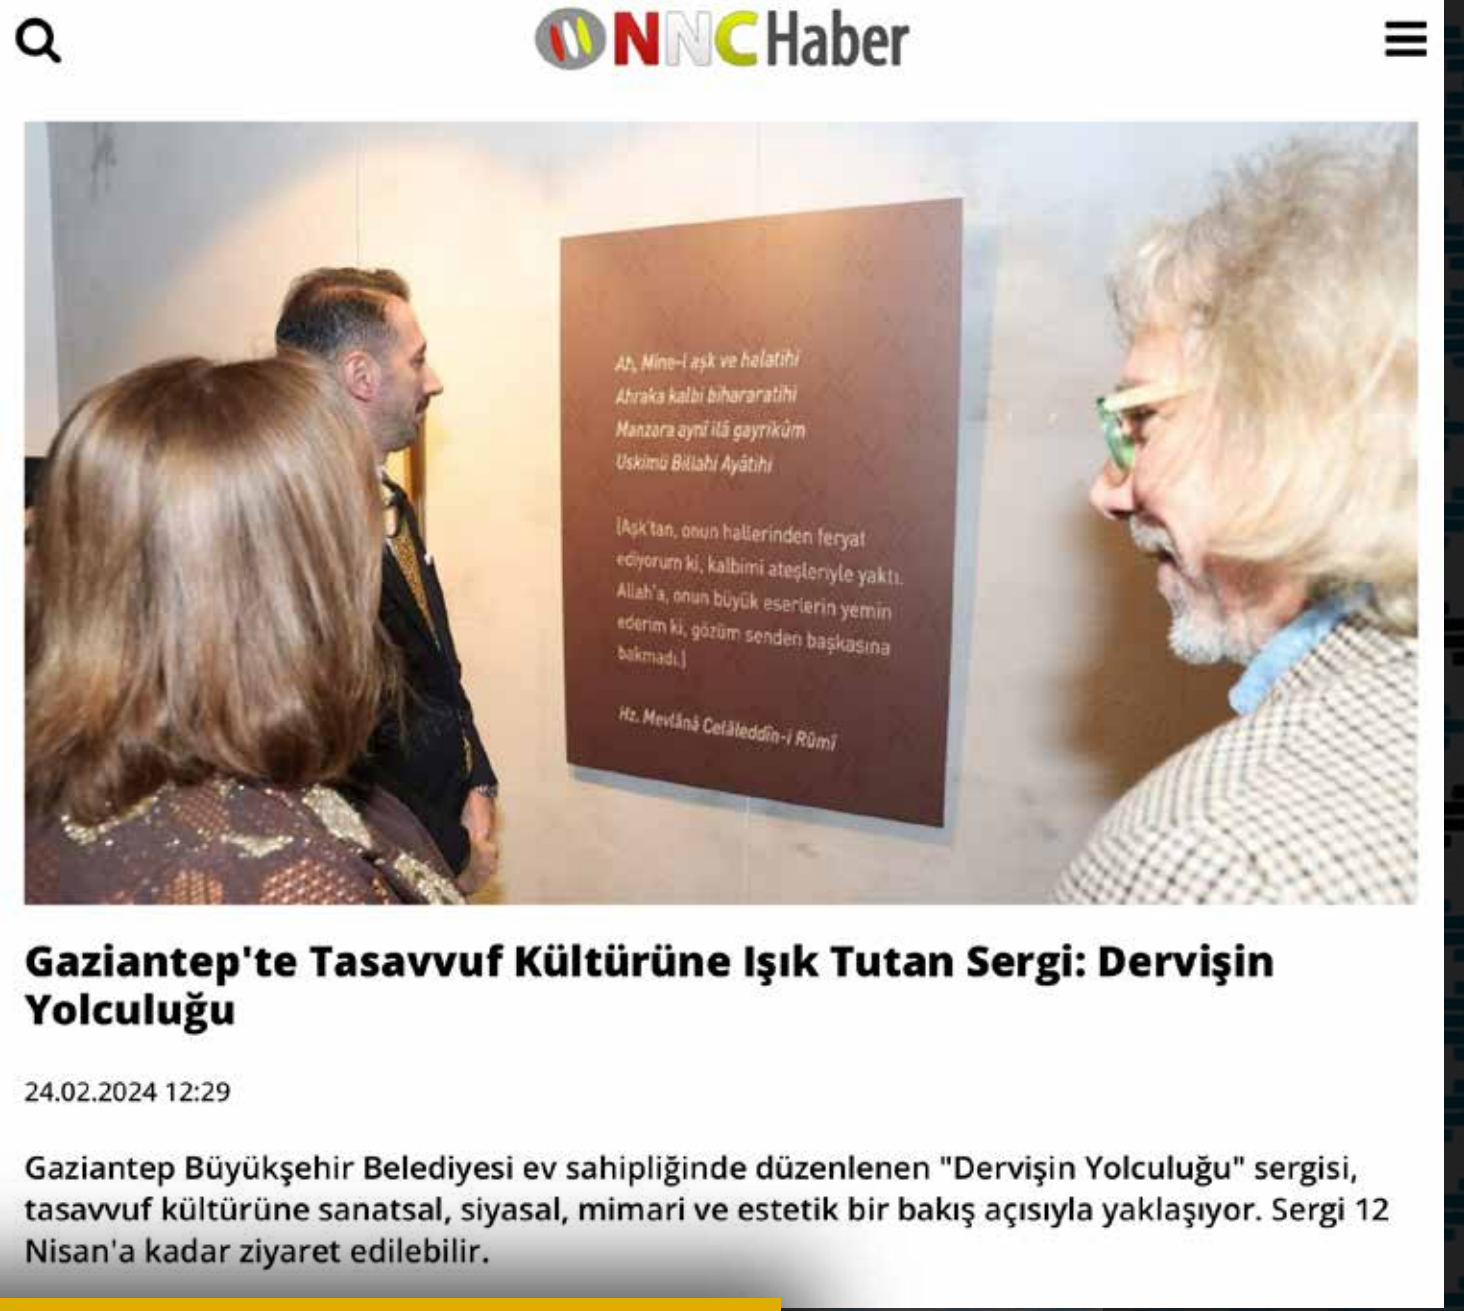 NNC Haber
Ah, Mine-l aşk ve halatihi
Ahraka kalbi bihararatihi
Manzara aynî ilâ gayrikûm
Uskimü Billahi Ayâtihi
[Aşk'tan, onun hallerinden feryat
ediyorum ki, kalbimi ateşleriyle yaktı.
Allah'a, onun büyük eserlerin yemin
ederim ki, gözüm senden başkasına
bakmadı.]
Hz. Mevlânâ Celâleddîn-i Rûmî
Gaziantep'te Tasavvuf Kültürüne Işık Tutan Sergi: Dervişin
Yolculuğu
24.02.2024 12:29
Gaziantep Büyükşehir Belediyesi ev sahipliğinde düzenlenen "Dervişin Yolculuğu" sergisi,
tasavvuf kültürüne sanatsal, siyasal, mimari ve estetik bir bakış açısıyla yaklaşıyor. Sergi 12
Nisan'a kadar ziyaret edilebilir.